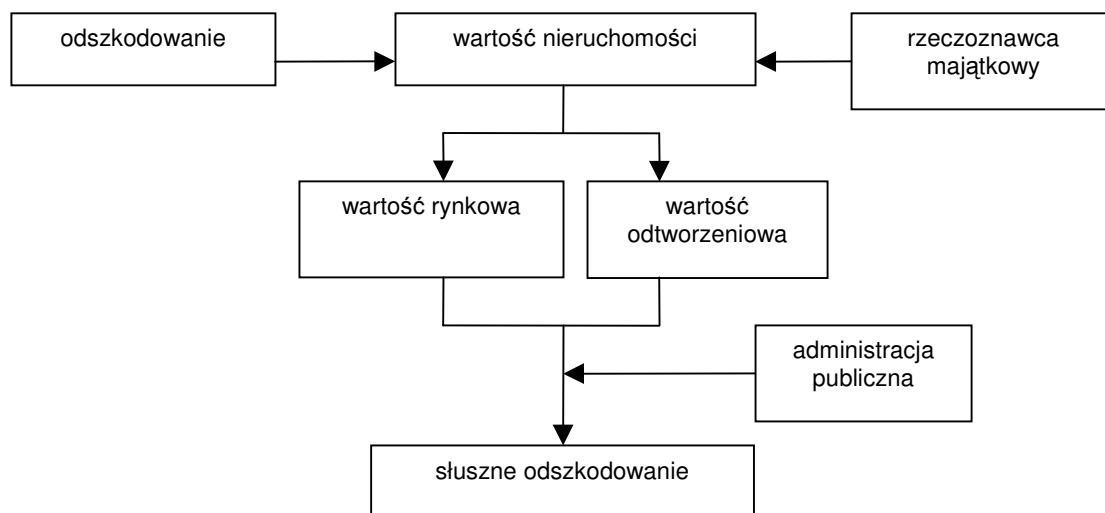 odszkodowanie
wartość nieruchomości
rzeczoznawca
majątkowy
wartość rynkowa
wartość
odtworzeniowa
administracja
publiczna
słuszne odszkodowanie